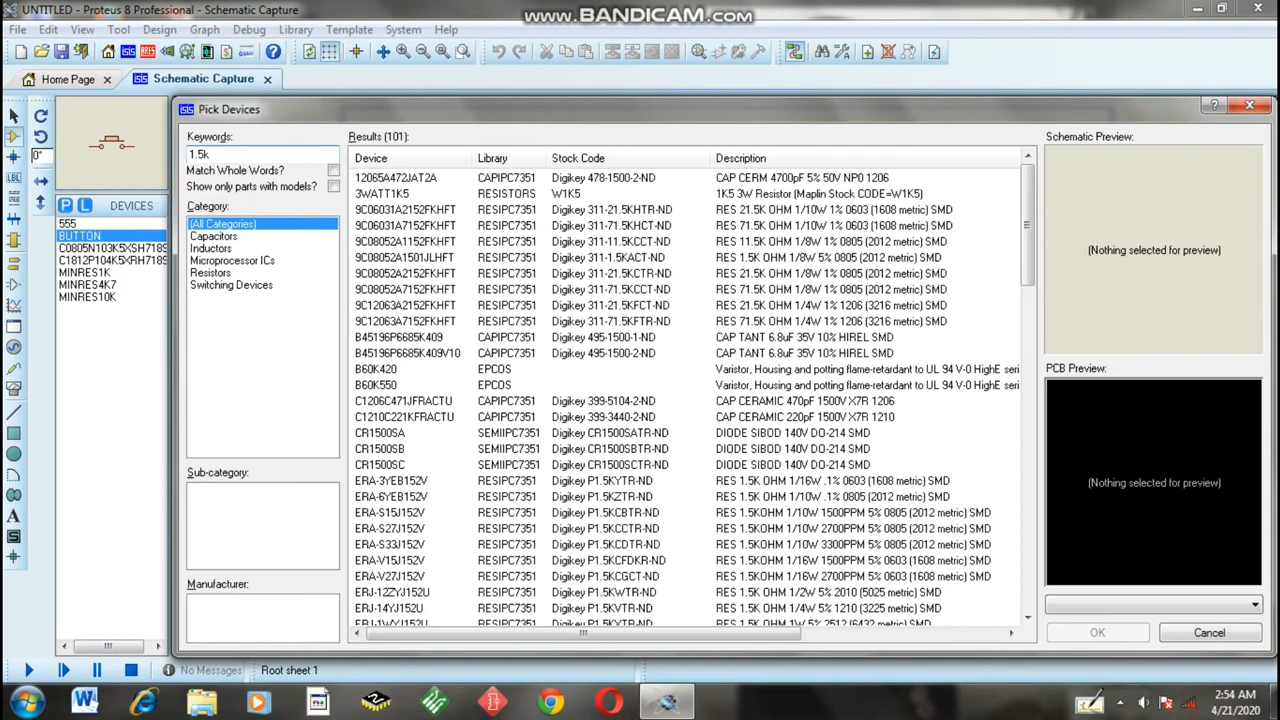 UNTITLED - Proteus 8 Professional - Schematic Capture
www.BANDICAM.com
File Edit View Tool Design Graph Debug Library Template System Help
Home Page
Schematic Capture
Pick Devices
Keywords:
1.5k
Match Whole Words?
Show only parts with models?
Category:
(All Categories)
Capacitors
Inductors
Microprocessor ICs
Resistors
Switching Devices
Sub-category:
Manufacturer:
0°
P L DEVICES
555
BUTTON
C0805N103K5XSH7189
C1812P104K5XRH7189
MINRES1K
MINRES4K7
MINRES10K
Results (101):
Device Library Stock Code Description
12065A472JAT2A CAPIPC7351 Digikey 478-1500-2-ND CAP CERM 4700pF 5% 50V NP0 1206
3WATT1K5 RESISTORS W1K5 1K5 3W Resistor (Maplin Stock CODE=W1K5)
9C06031A2152FKHFT RESIPC7351 Digikey 311-21.5KHTR-ND RES 21.5K OHM 1/10W 1% 0603 (1608 metric) SMD
9C06031A7152FKHFT RESIPC7351 Digikey 311-71.5KHCT-ND RES 71.5K OHM 1/10W 1% 0603 (1608 metric) SMD
9C08052A1152FKHFT RESIPC7351 Digikey 311-11.5KCCT-ND RES 11.5K OHM 1/8W 1% 0805 (2012 metric) SMD
9C08052A1501JLHFT RESIPC7351 Digikey 311-1.5KACT-ND RES 1.5K OHM 1/8W 5% 0805 (2012 metric) SMD
9C08052A2152FKHFT RESIPC7351 Digikey 311-21.5KCTR-ND RES 21.5K OHM 1/8W 1% 0805 (2012 metric) SMD
9C08052A7152FKHFT RESIPC7351 Digikey 311-71.5KCCT-ND RES 71.5K OHM 1/8W 1% 0805 (2012 metric) SMD
9C12063A2152FKHFT RESIPC7351 Digikey 311-21.5KFCT-ND RES 21.5K OHM 1/4W 1% 1206 (3216 metric) SMD
9C12063A7152FKHFT RESIPC7351 Digikey 311-71.5KFTR-ND RES 71.5K OHM 1/4W 1% 1206 (3216 metric) SMD
B45196P6685K409 CAPIPC7351 Digikey 495-1500-1-ND CAP TANT 6.8uF 35V 10% HIREL SMD
B45196P6685K409V10 CAPIPC7351 Digikey 495-1500-2-ND CAP TANT 6.8uF 35V 10% HIREL SMD
B60K420 EPCOS Varistor, Housing and potting flame-retardant to UL 94 V-0 HighE seri
B60K550 EPCOS Varistor, Housing and potting flame-retardant to UL 94 V-0 HighE seri
C1206C471JFRACTU CAPIPC7351 Digikey 399-5104-2-ND CAP CERAMIC 470pF 1500V X7R 1206
C1210C221KFRACTU CAPIPC7351 Digikey 399-3440-2-ND CAP CERAMIC 220pF 1500V X7R 1210
CR1500SA SEMIIPC7351 Digikey CR1500SATR-ND DIODE SIBOD 140V DO-214 SMD
CR1500SB SEMIIPC7351 Digikey CR1500SBTR-ND DIODE SIBOD 140V DO-214 SMD
CR1500SC SEMIIPC7351 Digikey CR1500SCTR-ND DIODE SIBOD 140V DO-214 SMD
ERA-3YEB152V RESIPC7351 Digikey P1.5KYTR-ND RES 1.5K OHM 1/16W .1% 0603 (1608 metric) SMD
ERA-6YEB152V RESIPC7351 Digikey P1.5KZTR-ND RES 1.5K OHM 1/10W .1% 0805 (2012 metric) SMD
ERA-S15J152V RESIPC7351 Digikey P1.5KCBTR-ND RES 1.5KOHM 1/10W 1500PPM 5% 0805 (2012 metric) SMD
ERA-S27J152V RESIPC7351 Digikey P1.5KCCTR-ND RES 1.5KOHM 1/10W 2700PPM 5% 0805 (2012 metric) SMD
ERA-S33J152V RESIPC7351 Digikey P1.5KCDTR-ND RES 1.5KOHM 1/10W 3300PPM 5% 0805 (2012 metric) SMD
ERA-V15J152V RESIPC7351 Digikey P1.5KCFDKR-ND RES 1.5KOHM 1/16W 1500PPM 5% 0603 (1608 metric) SMD
ERA-V27J152V RESIPC7351 Digikey P1.5KCGCT-ND RES 1.5KOHM 1/16W 2700PPM 5% 0603 (1608 metric) SMD
ERJ-12ZYJ152U RESIPC7351 Digikey P1.5KWTR-ND RES 1.5K OHM 1/2W 5% 2010 (5025 metric) SMD
ERJ-14YJ152U RESIPC7351 Digikey P1.5KVTR-ND RES 1.5K OHM 1/4W 5% 1210 (3225 metric) SMD
ERJ-1WYJ152U RESIPC7351 Digikey P1.5KXTR-ND RES 1.5K OHM 1W 5% 2512 (6432 metric) SMD
Schematic Preview:
(Nothing selected for preview)
PCB Preview:
(Nothing selected for preview)
OK Cancel
No Messages Root sheet 1
2:54 AM
4/21/2020